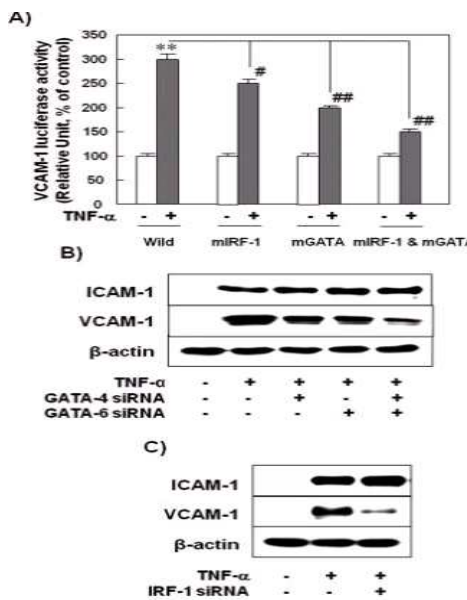 A)
VCAM-1 luciferase activity
(Relative Unit, % of control)
350
300
250
200
150
100
50
0
**
#
##
##
TNF-α - + - + - + - +
Wild mIRF-1 mGATA mIRF-1 & mGATA
B)
ICAM-1
VCAM-1
β-actin
TNF-α - + + + +
GATA-4 siRNA - - + - +
GATA-6 siRNA - - - + +
C)
ICAM-1
VCAM-1
β-actin
TNF-α - + +
IRF-1 siRNA - - +